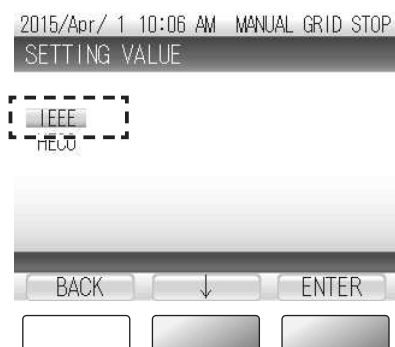 2015/Apr/ 1 10:06 AM MANUAL GRID STOP
SETTING VALUE
IEEE
HECO
BACK ↓ ENTER